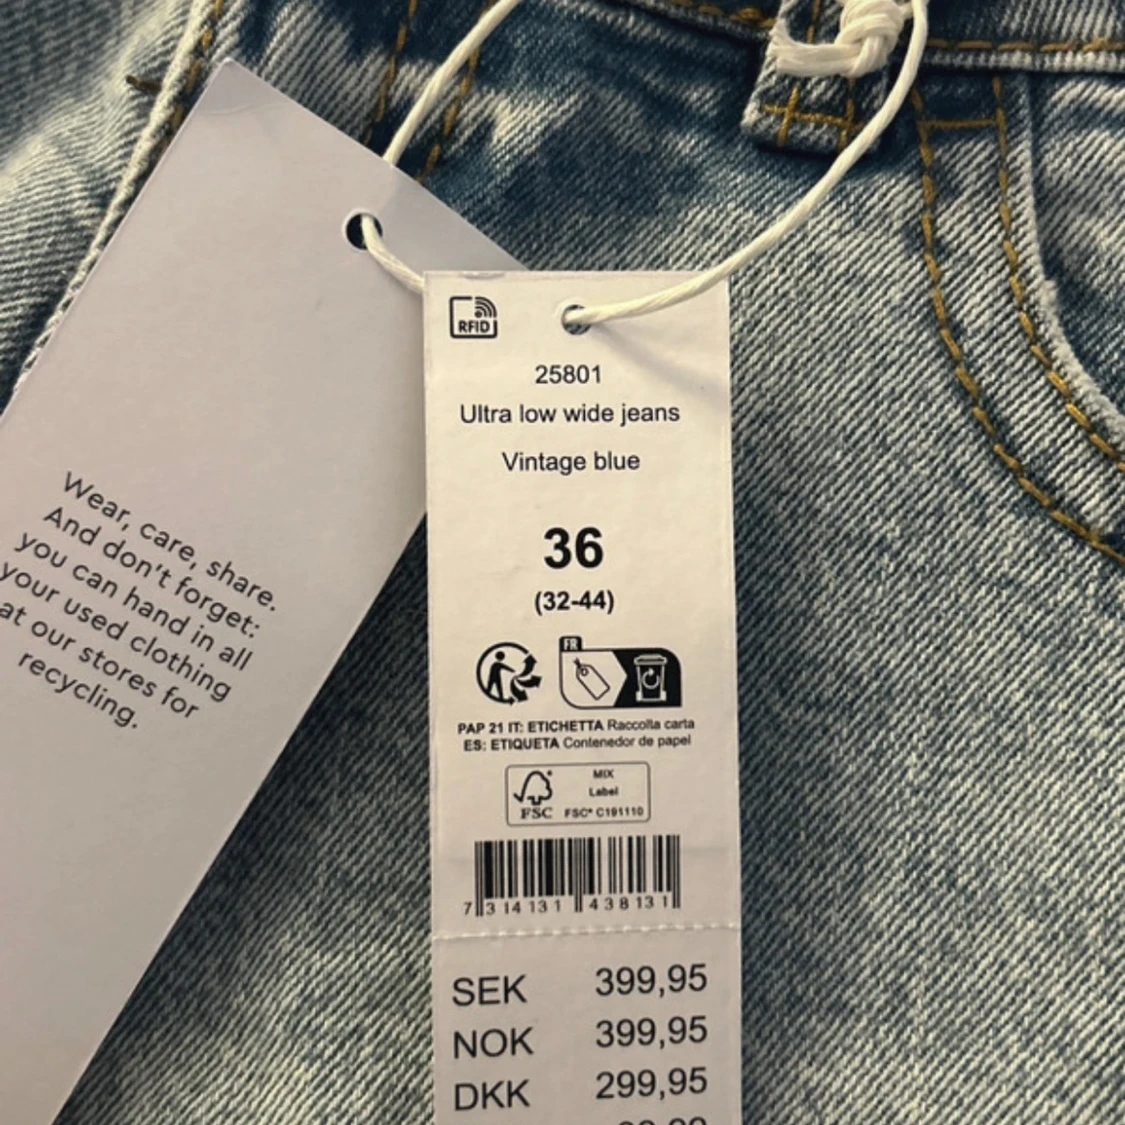 Wear, care, share.
And don't forget:
you can hand in all
your used clothing
at our stores for
recycling.
RFID
25801
Ultra low wide jeans
Vintage blue
36
(32-44)
FR
PAP 21 IT: ETICHETTA Raccolta carta
ES: ETIQUETA Contenedor de papel
MIX
Label
FSC FSC® C191110
7 314131 438131
SEK 399,95
NOK 399,95
DKK 299,95